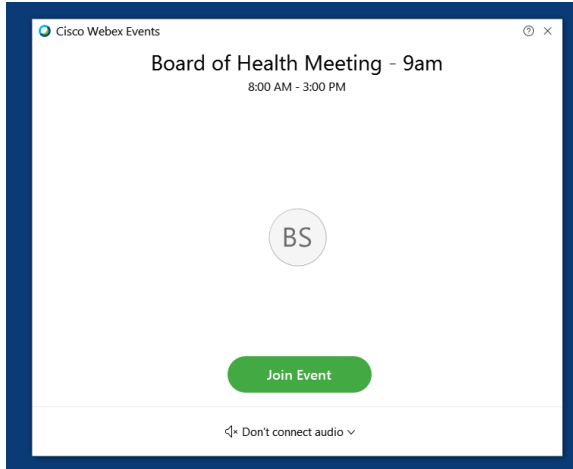 Cisco Webex Events
Board of Health Meeting - 9am
8:00 AM - 3:00 PM
BS
Join Event
Don't connect audio